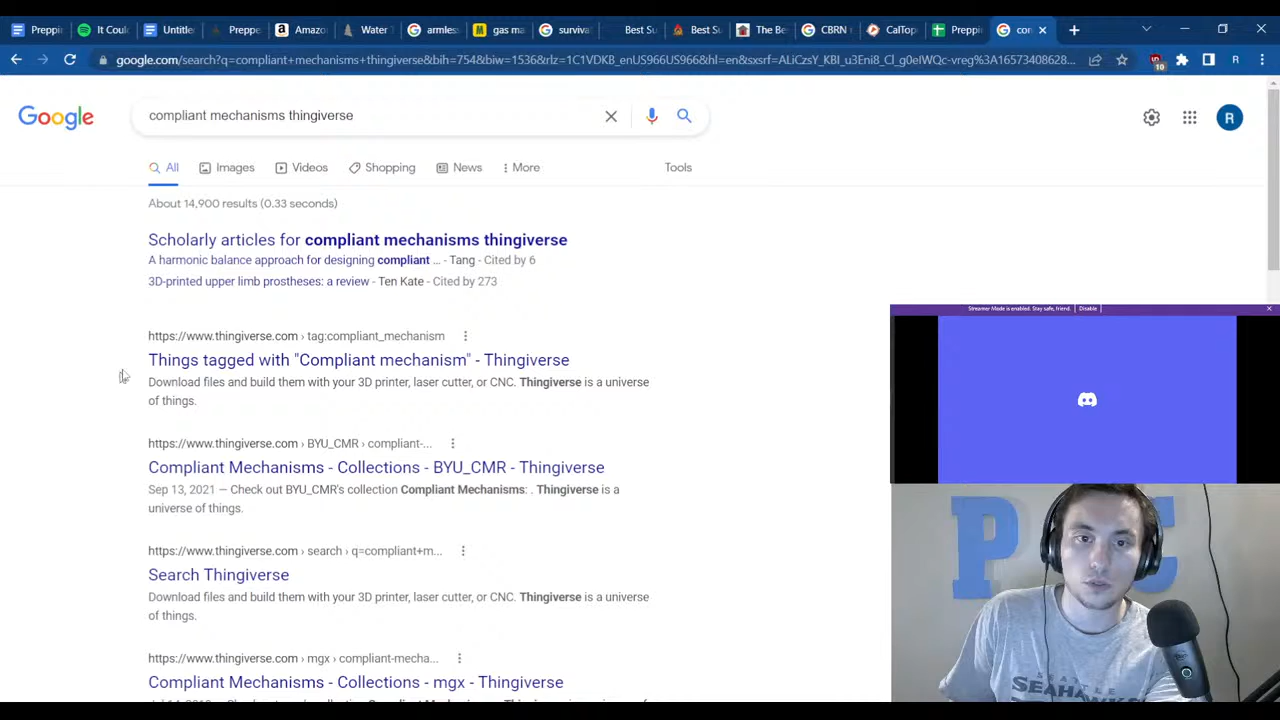 Preppin
It Coul
Untitle
Preppe
Amazo
Water
armless
gas ma
surviva
Best Su
Best Su
The Be
CBRN
CalTop
Preppin
con
google.com/search?q=compliant+mechanisms+thingiverse&bih=754&biw=1536&rlz=1C1VDKB_enUS966US966&hl=en&sxsrf=ALiCzsY_KBI_u3Eni8_Cl_g0eIWQc-vreg%3A16573408628...
10
R
Google
compliant mechanisms thingiverse
R
All
Images
Videos
Shopping
News
More
Tools
About 14,900 results (0.33 seconds)
Scholarly articles for compliant mechanisms thingiverse
A harmonic balance approach for designing compliant ... - Tang - Cited by 6
3D-printed upper limb prostheses: a review - Ten Kate - Cited by 273
https://www.thingiverse.com › tag:compliant_mechanism
Things tagged with "Compliant mechanism" - Thingiverse
Download files and build them with your 3D printer, laser cutter, or CNC. Thingiverse is a universe
of things.
https://www.thingiverse.com › BYU_CMR › compliant-...
Compliant Mechanisms - Collections - BYU_CMR - Thingiverse
Sep 13, 2021 — Check out BYU_CMR's collection Compliant Mechanisms: . Thingiverse is a
universe of things.
https://www.thingiverse.com › search › q=compliant+m...
Search Thingiverse
Download files and build them with your 3D printer, laser cutter, or CNC. Thingiverse is a universe
of things.
https://www.thingiverse.com › mgx › compliant-mecha...
Compliant Mechanisms - Collections - mgx - Thingiverse
Streamer Mode is enabled. Stay safe, friend. Disable
P C
SEATTLE
SEAHAWKS